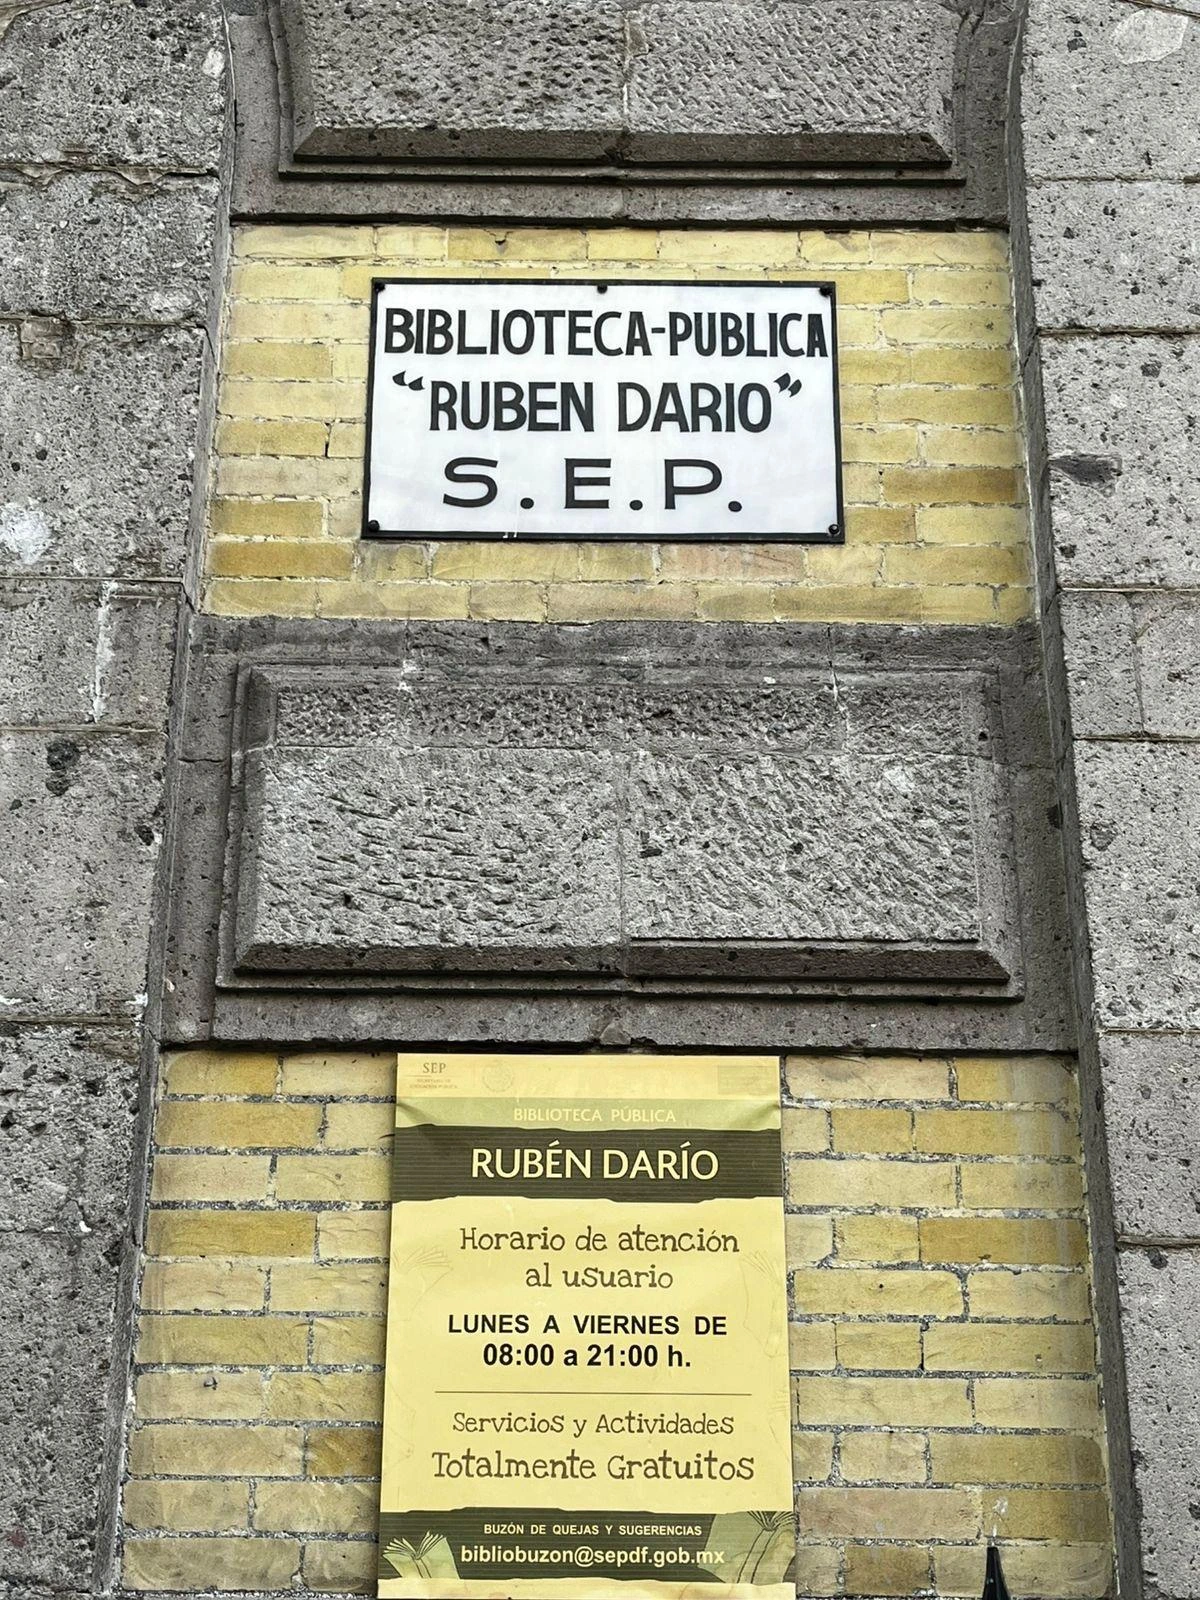 BIBLIOTECA-PUBLICA
“RUBEN DARIO”
S.E.P.
SEP
BIBLIOTECA PÚBLICA
RUBÉN DARÍO
Horario de atención
al usuario
LUNES A VIERNES DE
08:00 a 21:00 h.
Servicios y Actividades
Totalmente Gratuitos
BUZÓN DE QUEJAS Y SUGERENCIAS
bibliobuzon@sepdf.gob.mx